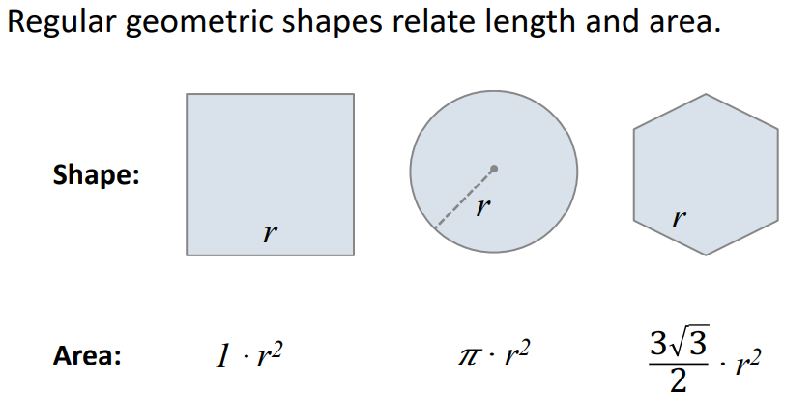 Regular geometric shapes relate length and area.
Shape:
r
r
r
Area:
1 · r²
π · r²
3√3
2
· r²